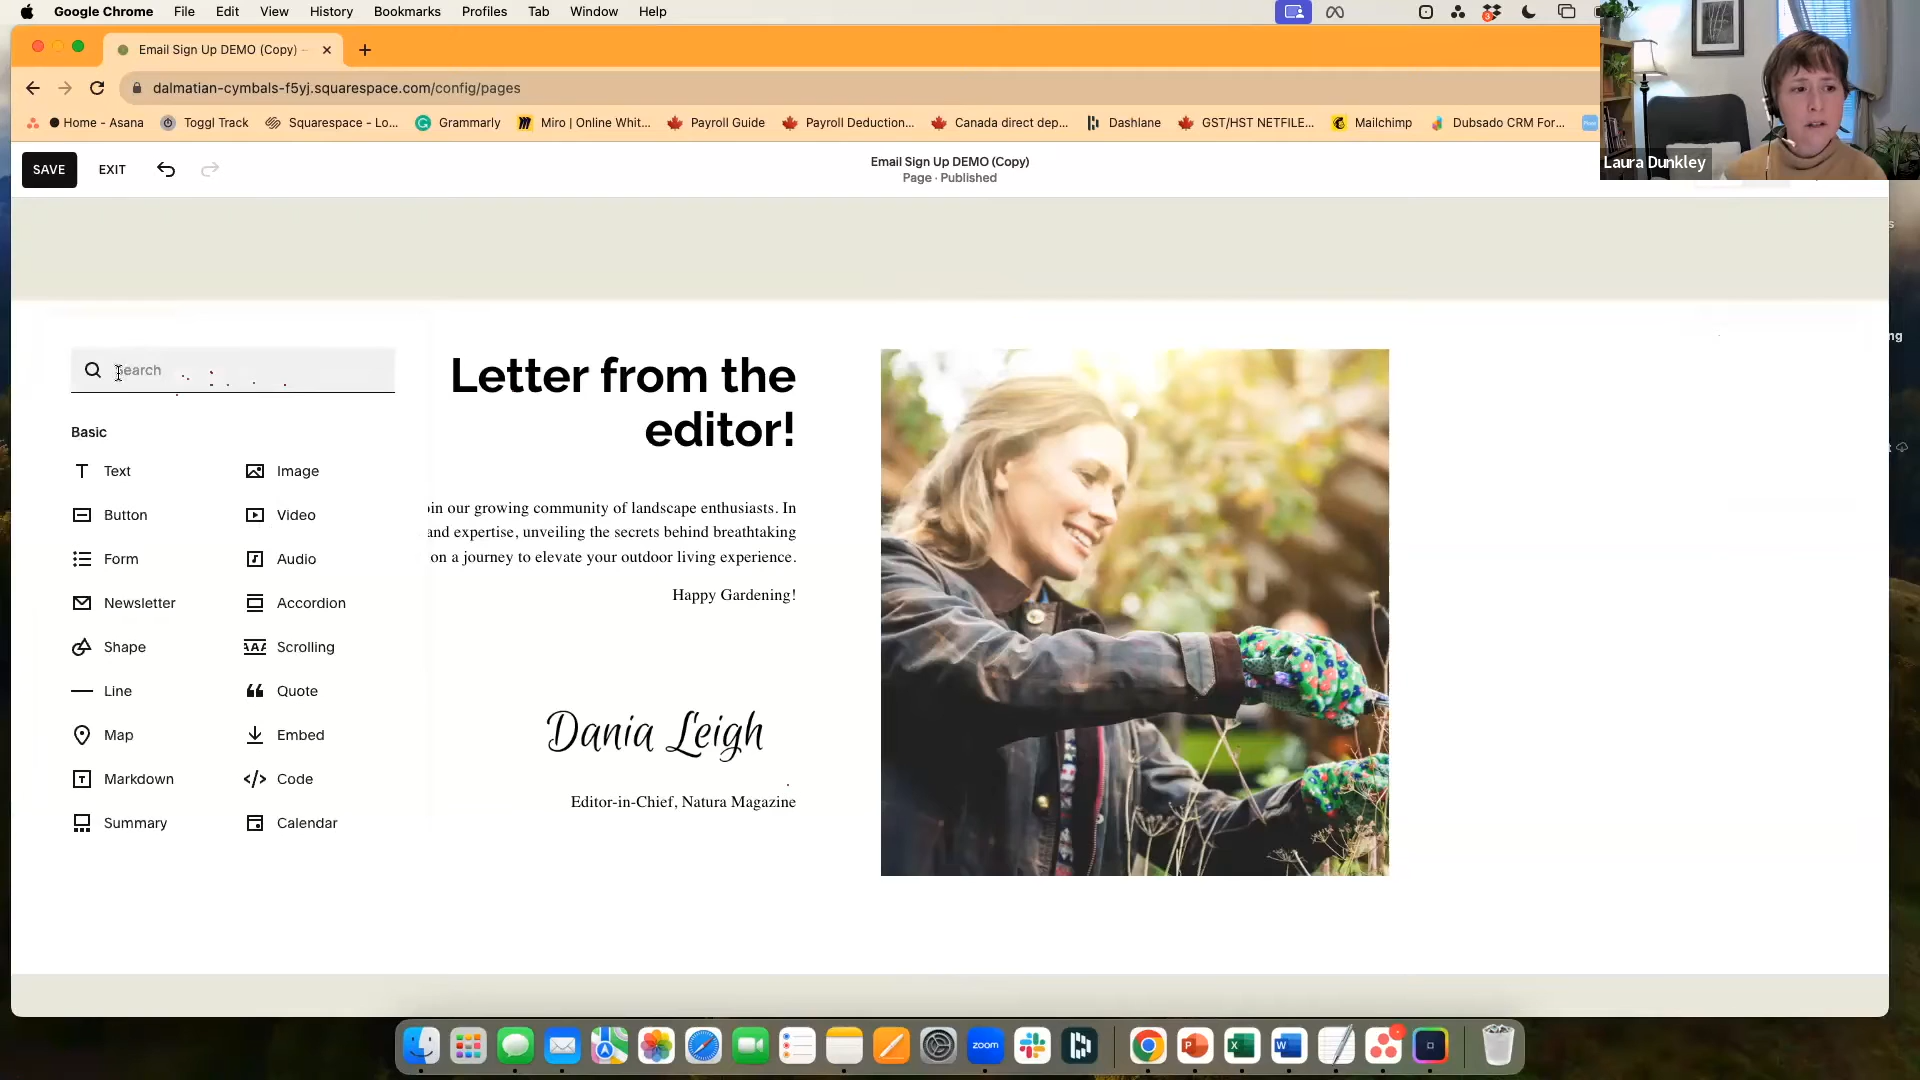 Google Chrome File Edit View History Bookmarks Profiles Tab Window Help
Email Sign Up DEMO (Copy) –
dalmatian-cymbals-f5yj.squarespace.com/config/pages
Home - Asana Toggl Track Squarespace - Lo... Grammarly Miro | Online Whit... Payroll Guide Payroll Deduction... Canada direct dep... Dashlane GST/HST NETFILE... Mailchimp Dubsado CRM For...
Laura Dunkley
SAVE EXIT
Email Sign Up DEMO (Copy)
Page · Published
Search
Basic
Text Image
Button Video
Form Audio
Newsletter Accordion
Shape Scrolling
Line Quote
Map Embed
Markdown Code
Summary Calendar
Letter from the
editor!
oin our growing community of landscape enthusiasts. In
and expertise, unveiling the secrets behind breathtaking
on a journey to elevate your outdoor living experience.
Happy Gardening!
Dania Leigh
Editor-in-Chief, Natura Magazine
ng
zoom